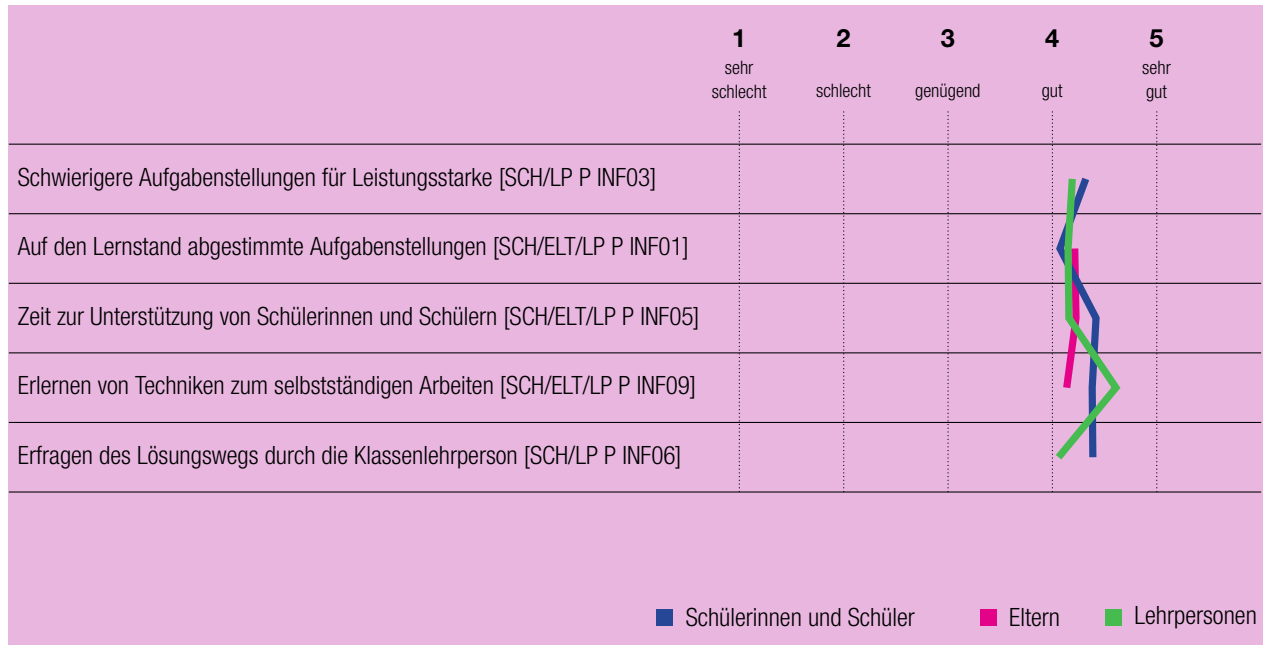 1 2 3 4 5
sehr schlecht schlecht genügend gut sehr gut
Schwierigere Aufgabenstellungen für Leistungsstarke [SCH/LP P INF03]
Auf den Lernstand abgestimmte Aufgabenstellungen [SCH/ELT/LP P INF01]
Zeit zur Unterstützung von Schülerinnen und Schülern [SCH/ELT/LP P INF05]
Erlernen von Techniken zum selbstständigen Arbeiten [SCH/ELT/LP P INF09]
Erfragen des Lösungswegs durch die Klassenlehrperson [SCH/LP P INF06]
Schülerinnen und Schüler Eltern Lehrpersonen